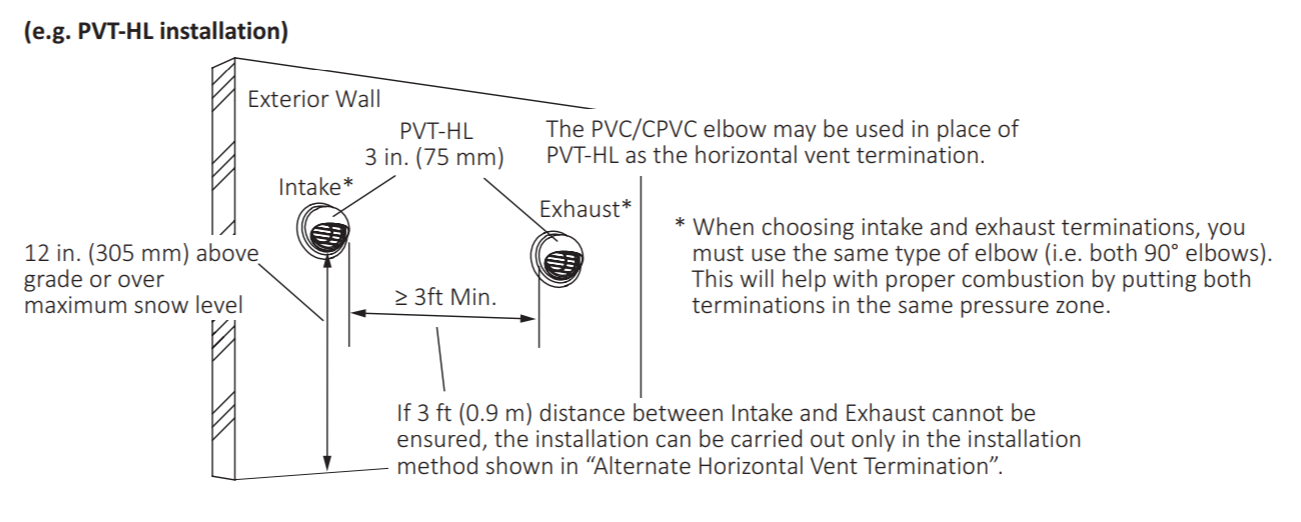 (e.g. PVT-HL installation)
Exterior Wall
PVT-HL
3 in. (75 mm)
The PVC/CPVC elbow may be used in place of
PVT-HL as the horizontal vent termination.
Intake*
Exhaust*
* When choosing intake and exhaust terminations, you
must use the same type of elbow (i.e. both 90° elbows).
This will help with proper combustion by putting both
terminations in the same pressure zone.
12 in. (305 mm) above
grade or over
maximum snow level
≥ 3ft Min.
If 3 ft (0.9 m) distance between Intake and Exhaust cannot be
ensured, the installation can be carried out only in the installation
method shown in “Alternate Horizontal Vent Termination”.